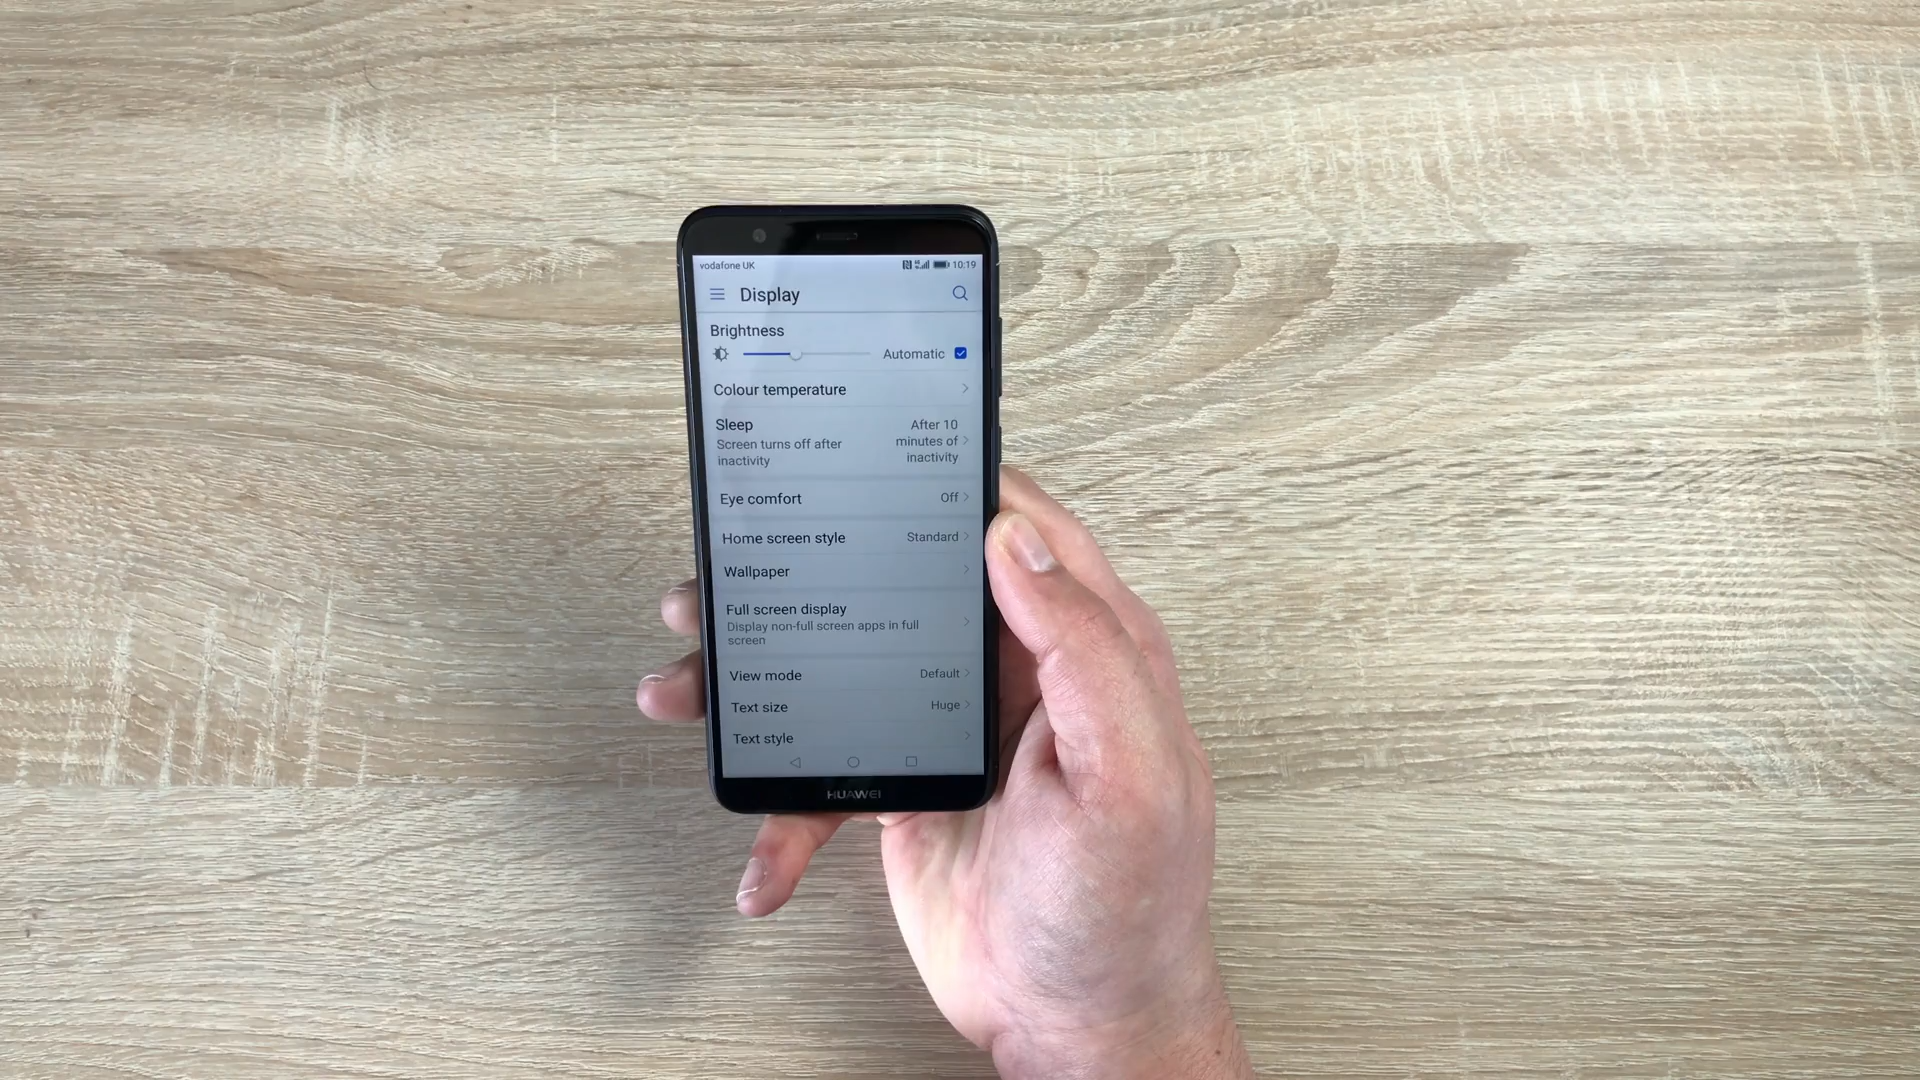 vodafone UK 10:19
Display
Brightness
Automatic
Colour temperature
Sleep
Screen turns off after
inactivity
After 10
minutes of
inactivity
Eye comfort Off
Home screen style Standard
Wallpaper
Full screen display
Display non-full screen apps in full
screen
View mode Default
Text size Huge
Text style
HUAWEI